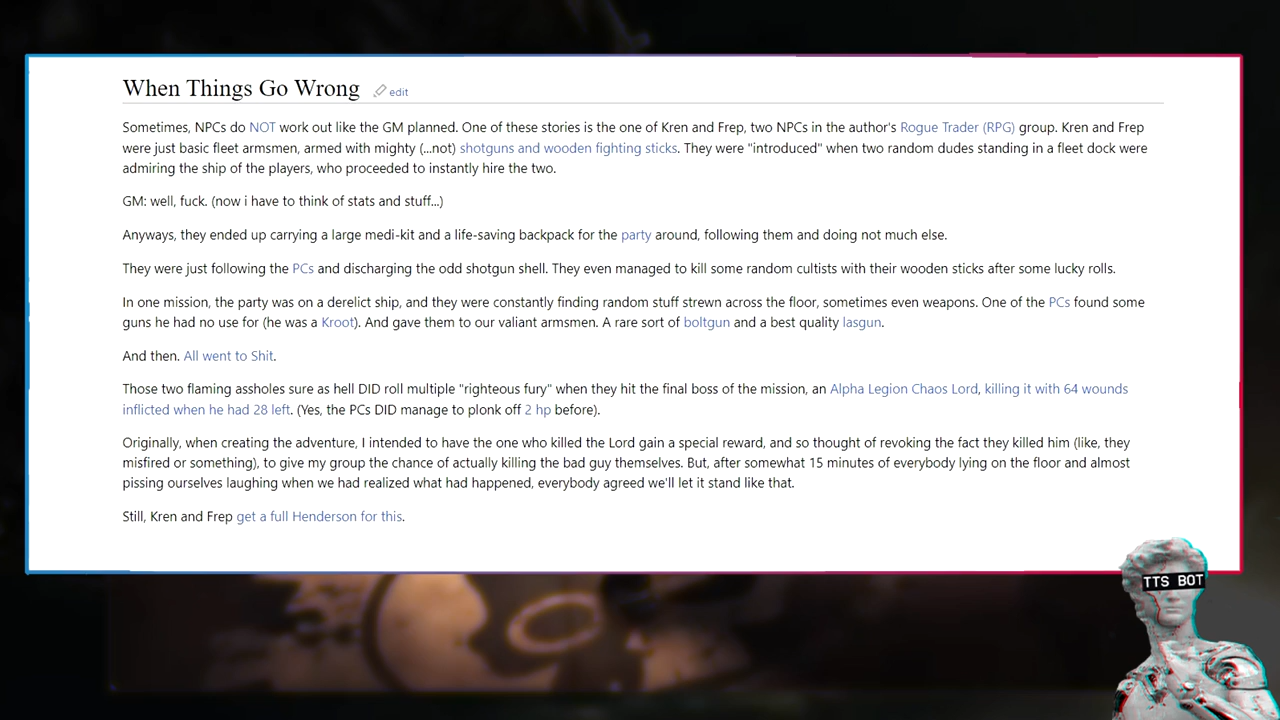 When Things Go Wrong edit
Sometimes, NPCs do NOT work out like the GM planned. One of these stories is the one of Kren and Frep, two NPCs in the author's Rogue Trader (RPG) group. Kren and Frep
were just basic fleet armsmen, armed with mighty (...not) shotguns and wooden fighting sticks. They were "introduced" when two random dudes standing in a fleet dock were
admiring the ship of the players, who proceeded to instantly hire the two.
GM: well, fuck. (now i have to think of stats and stuff...)
Anyways, they ended up carrying a large medi-kit and a life-saving backpack for the party around, following them and doing not much else.
They were just following the PCs and discharging the odd shotgun shell. They even managed to kill some random cultists with their wooden sticks after some lucky rolls.
In one mission, the party was on a derelict ship, and they were constantly finding random stuff strewn across the floor, sometimes even weapons. One of the PCs found some
guns he had no use for (he was a Kroot). And gave them to our valiant armsmen. A rare sort of boltgun and a best quality lasgun.
And then. All went to Shit.
Those two flaming assholes sure as hell DID roll multiple "righteous fury" when they hit the final boss of the mission, an Alpha Legion Chaos Lord, killing it with 64 wounds
inflicted when he had 28 left. (Yes, the PCs DID manage to plonk off 2 hp before).
Originally, when creating the adventure, I intended to have the one who killed the Lord gain a special reward, and so thought of revoking the fact they killed him (like, they
misfired or something), to give my group the chance of actually killing the bad guy themselves. But, after somewhat 15 minutes of everybody lying on the floor and almost
pissing ourselves laughing when we had realized what had happened, everybody agreed we'll let it stand like that.
Still, Kren and Frep get a full Henderson for this.
TTS BOT